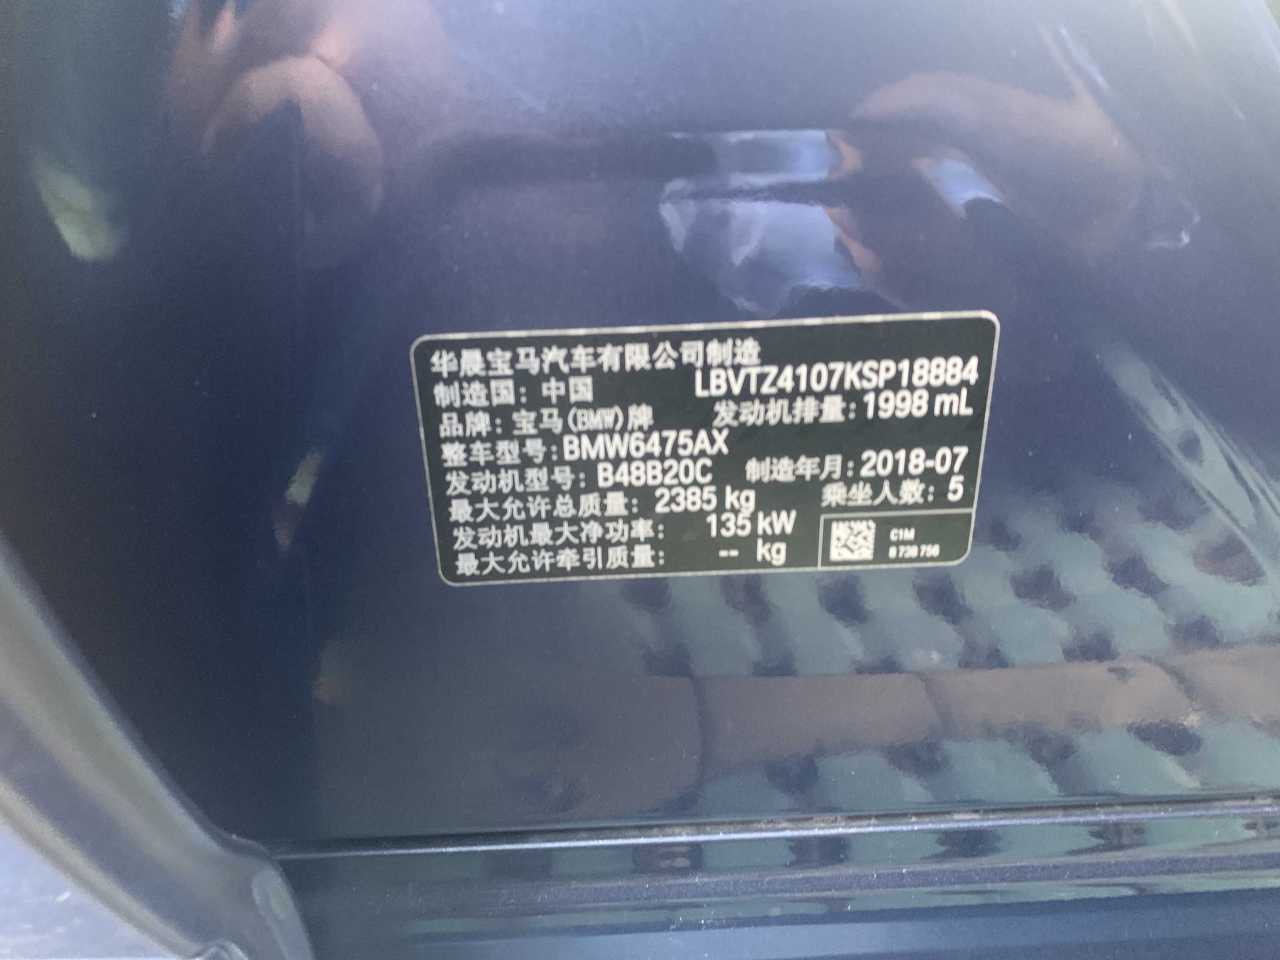 华晨宝马汽车有限公司制造
制造国：中国 LBVTZ4107KSP18884
品牌：宝马(BMW)牌 发动机排量：1998 mL
整车型号：BMW6475AX
发动机型号：B48B20C 制造年月：2018-07
最大允许总质量：2385 kg 乘坐人数：5
发动机最大净功率：135 kW
最大允许牵引质量：-- kg
C1M
8 738 756